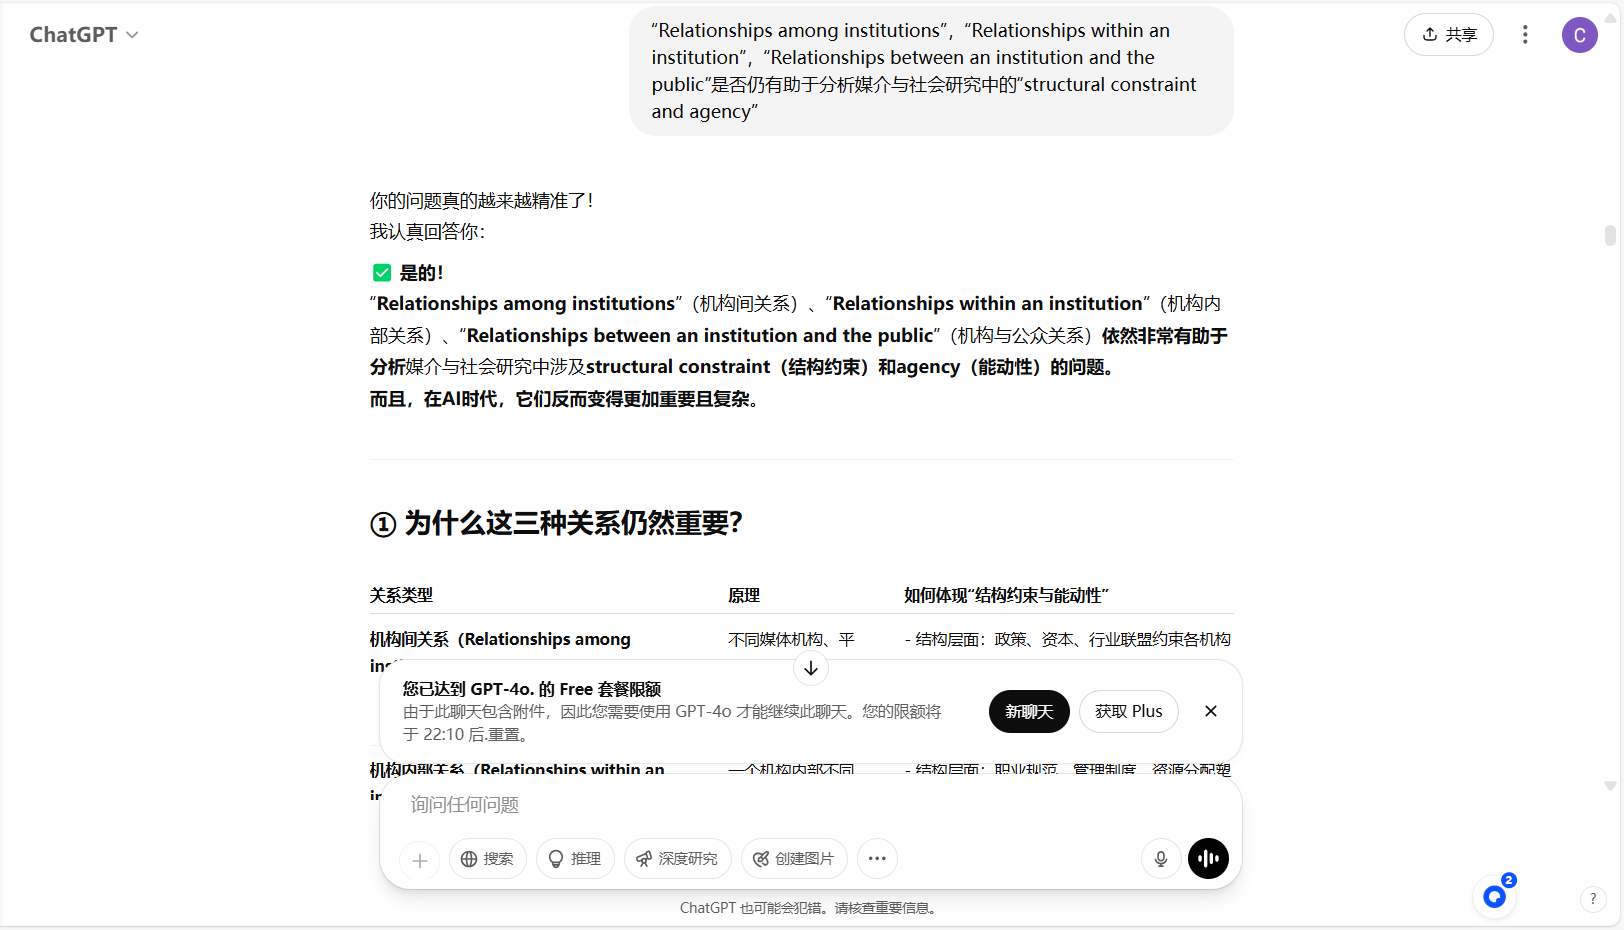 ChatGPT
“Relationships among institutions”，“Relationships within an
institution”，“Relationships between an institution and the
public”是否仍有助于分析媒介与社会研究中的“structural constraint
and agency”
共享
C
你的问题真的越来越精准了！
我认真回答你：
✅ 是的！
“Relationships among institutions”（机构间关系）、“Relationships within an institution”（机构内
部关系）、“Relationships between an institution and the public”（机构与公众关系）依然非常有助于
分析媒介与社会研究中涉及structural constraint（结构约束）和agency（能动性）的问题。
而且，在AI时代，它们反而变得更加重要且复杂。
① 为什么这三种关系仍然重要？
关系类型 原理 如何体现“结构约束与能动性”
机构间关系（Relationships among 不同媒体机构、平 - 结构层面：政策、资本、行业联盟约束各机构
您已达到 GPT-4o. 的 Free 套餐限额
由于此聊天包含附件，因此您需要使用 GPT-4o 才能继续此聊天。您的限额将
于 22:10 后.重置。
新聊天
获取 Plus
机构内部关系（Relationships within an 一个机构内部不同 - 结构层面：职业规范、管理制度、资源分配塑
询问任何问题
搜索
推理
深度研究
创建图片
2
ChatGPT 也可能会犯错。请核查重要信息。
?